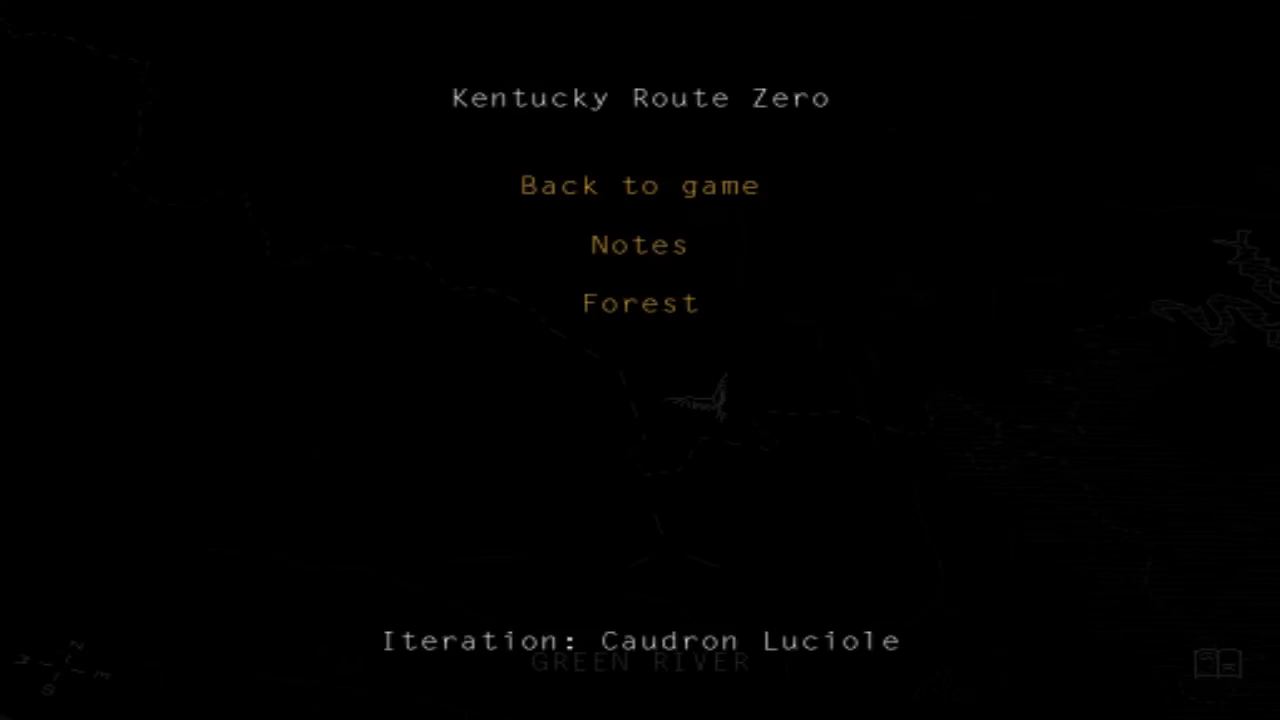 Kentucky Route Zero
Back to game
Notes
Forest
Iteration: Caudron Luciole
GREEN RIVER
N
S